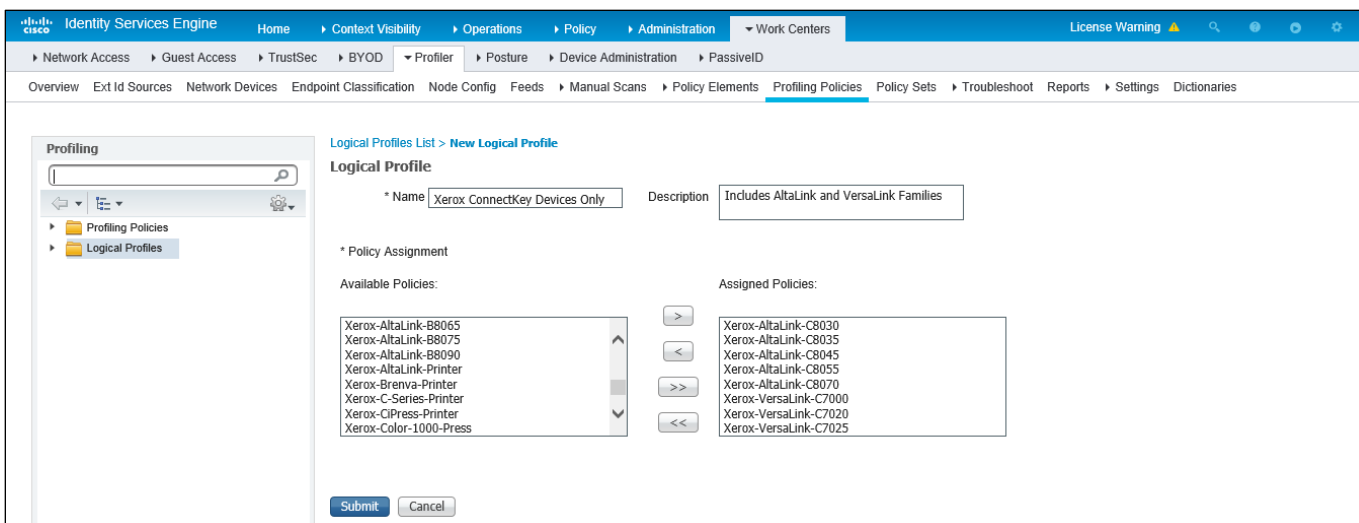 cisco Identity Services Engine Home Context Visibility Operations Policy Administration Work Centers License Warning
Network Access Guest Access TrustSec BYOD Profiler Posture Device Administration PassiveID
Overview Ext Id Sources Network Devices Endpoint Classification Node Config Feeds Manual Scans Policy Elements Profiling Policies Policy Sets Troubleshoot Reports Settings Dictionaries
Profiling
Profiling Policies
Logical Profiles
Logical Profiles List > New Logical Profile
Logical Profile
* Name Xerox ConnectKey Devices Only Description Includes AltaLink and VersaLink Families
* Policy Assignment
Available Policies:
Xerox-AltaLink-B8065
Xerox-AltaLink-B8075
Xerox-AltaLink-B8090
Xerox-AltaLink-Printer
Xerox-Brenva-Printer
Xerox-C-Series-Printer
Xerox-CiPress-Printer
Xerox-Color-1000-Press
>
<
>>
<<
Assigned Policies:
Xerox-AltaLink-C8030
Xerox-AltaLink-C8035
Xerox-AltaLink-C8045
Xerox-AltaLink-C8055
Xerox-AltaLink-C8070
Xerox-VersaLink-C7000
Xerox-VersaLink-C7020
Xerox-VersaLink-C7025
Submit Cancel